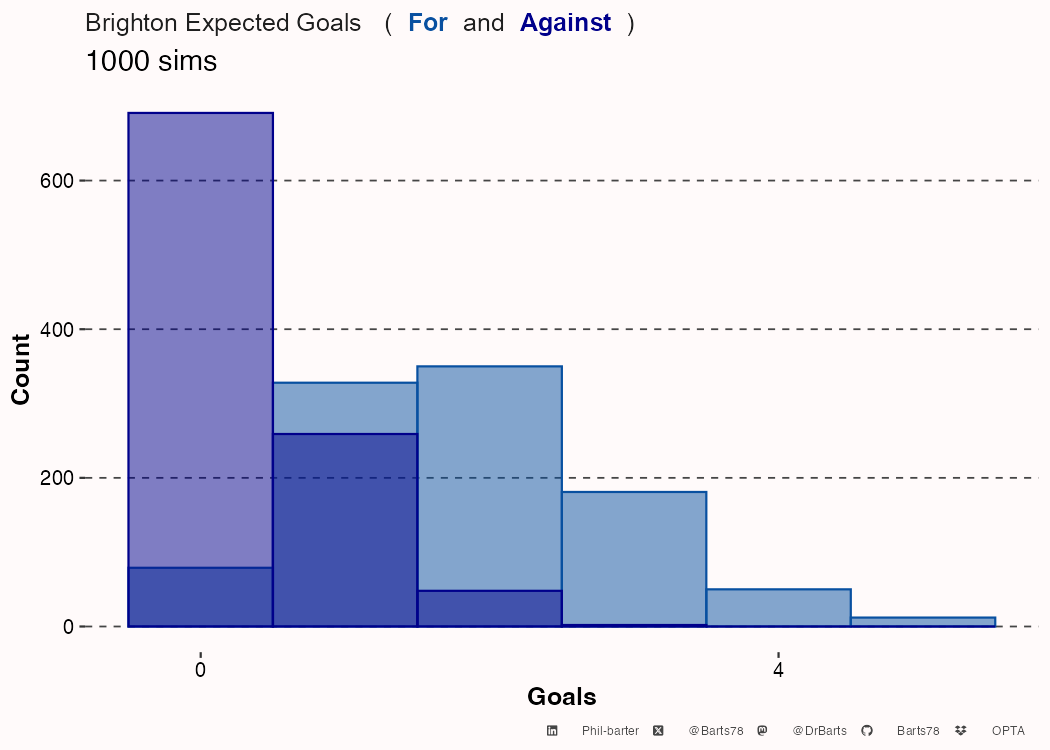 Brighton Expected Goals ( For and Against )
1000 sims
600
400
200
0
Count
0 4
Goals
Phil-barter @Barts78 @DrBarts Barts78 OPTA